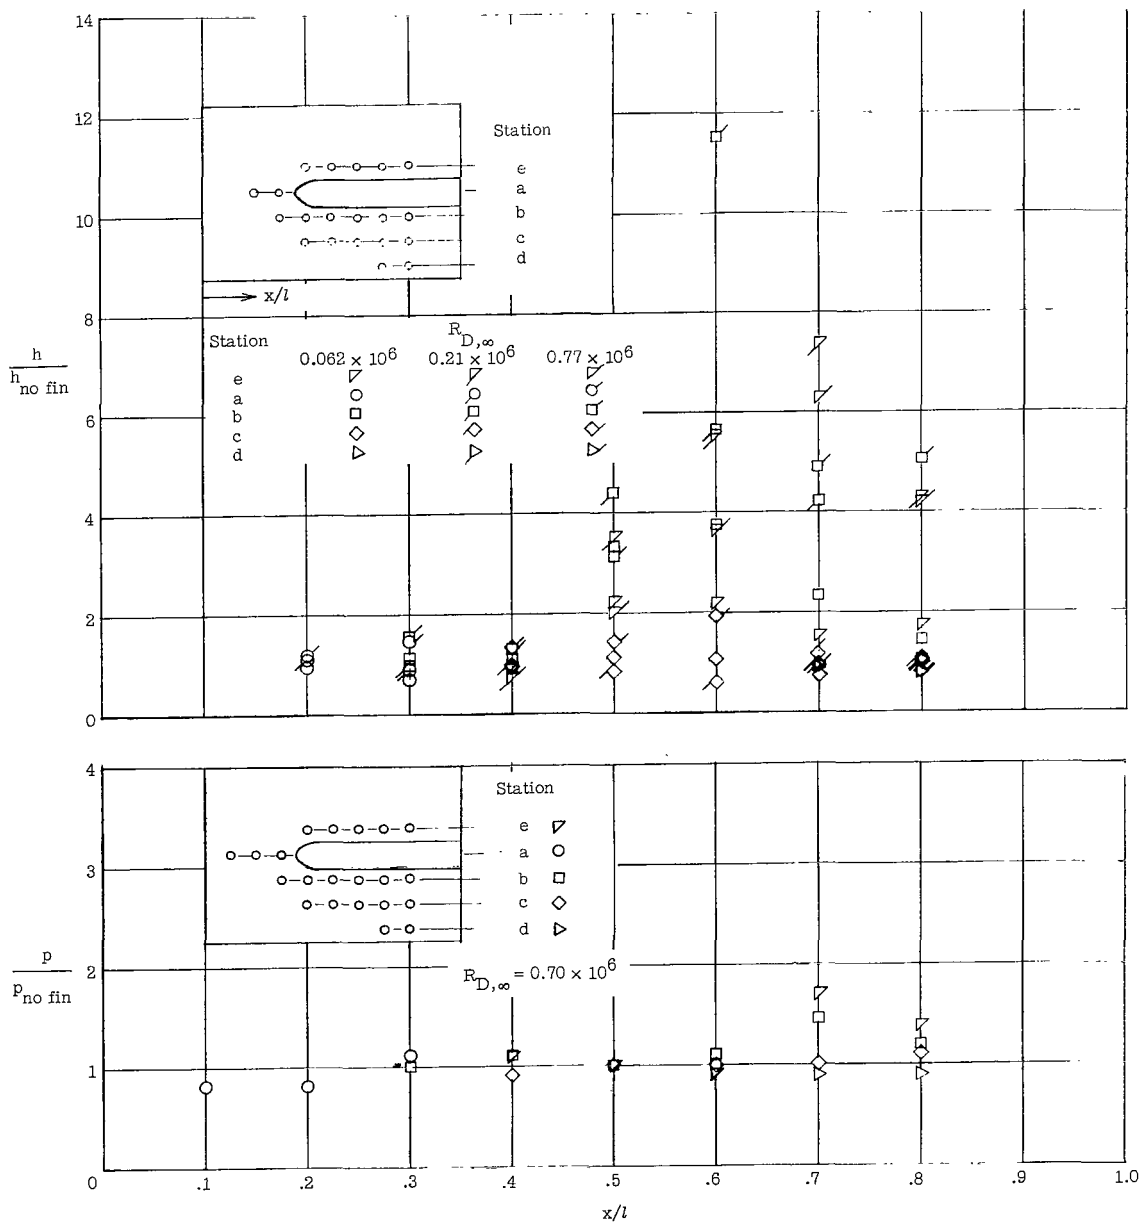 14
12
10
8
6
4
2
0
h
h no fin
Station
e
a
b
c
d
x/l
Station
R D,∞
0.062 × 10^6 0.21 × 10^6 0.77 × 10^6
e
a
b
c
d
4
3
2
1
0
p
p no fin
Station
e
a
b
c
d
R D,∞ = 0.70 × 10^6
0 .1 .2 .3 .4 .5 .6 .7 .8 .9 1.0
x/l